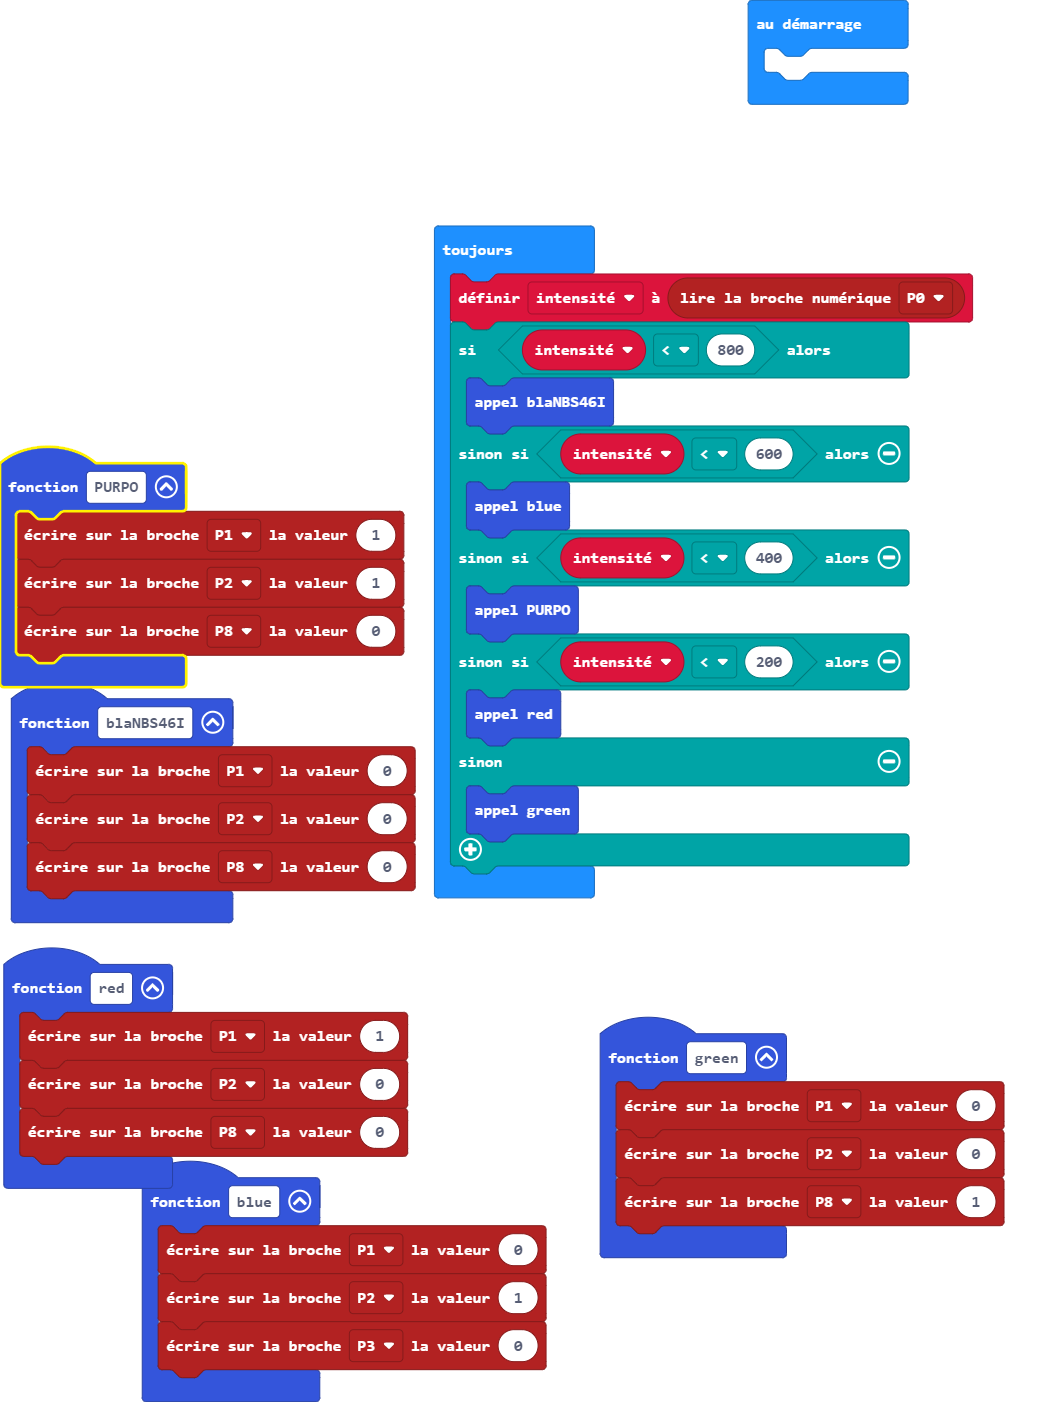 au démarrage
toujours
définir intensité à lire la broche numérique P0
si intensité < 800 alors
appel blaNBS46I
sinon si intensité < 600 alors
appel blue
sinon si intensité < 400 alors
appel PURPO
sinon si intensité < 200 alors
appel red
sinon
appel green
fonction PURPO
écrire sur la broche P1 la valeur 1
écrire sur la broche P2 la valeur 1
écrire sur la broche P8 la valeur 0
fonction blaNBS46I
écrire sur la broche P1 la valeur 0
écrire sur la broche P2 la valeur 0
écrire sur la broche P8 la valeur 0
fonction red
écrire sur la broche P1 la valeur 1
écrire sur la broche P2 la valeur 0
écrire sur la broche P8 la valeur 0
fonction blue
écrire sur la broche P1 la valeur 0
écrire sur la broche P2 la valeur 1
écrire sur la broche P3 la valeur 0
fonction green
écrire sur la broche P1 la valeur 0
écrire sur la broche P2 la valeur 0
écrire sur la broche P8 la valeur 1